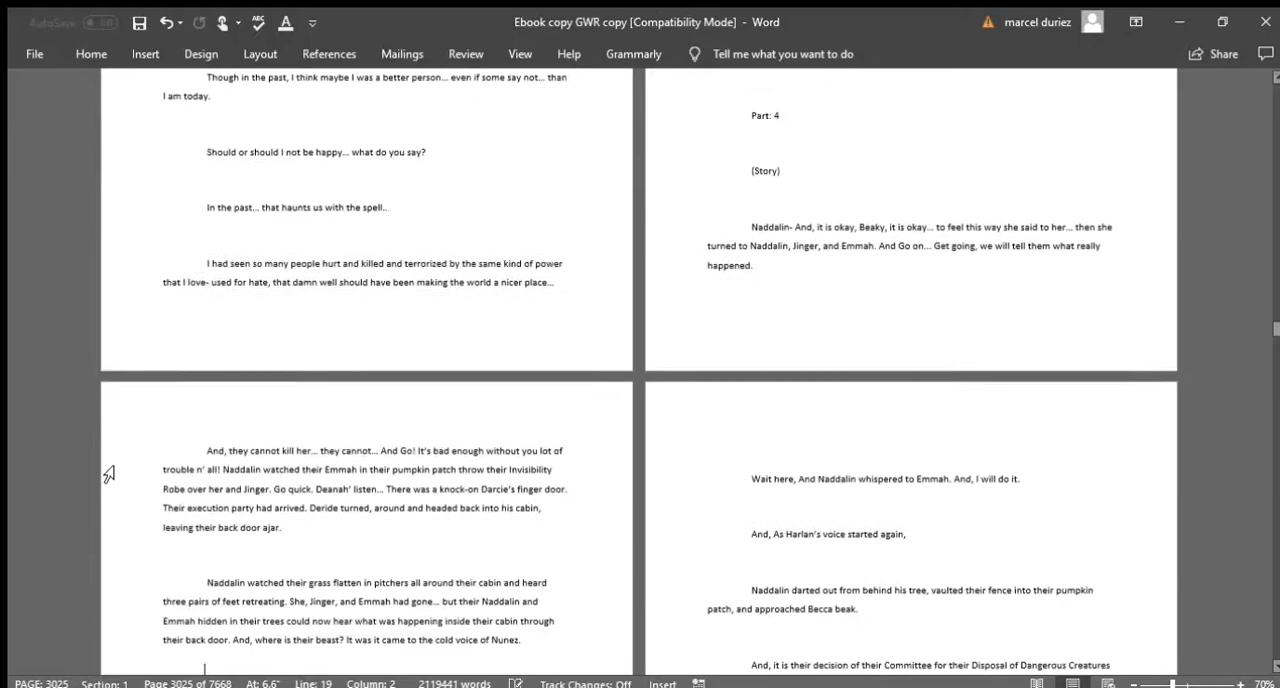 AutoSave Off
Ebook copy GWR copy [Compatibility Mode] - Word
marcel duriez
File Home Insert Design Layout References Mailings Review View Help Grammarly Tell me what you want to do Share
Though in the past, I think maybe I was a better person... even if some say not... than
I am today.
Should or should I not be happy... what do you say?
In the past... that haunts us with the spell...
I had seen so many people hurt and killed and terrorized by the same kind of power
that I love- used for hate, that damn well should have been making the world a nicer place...
Part: 4
(Story)
Naddalin- And, it is okay, Beaky, it is okay... to feel this way she said to her... then she
turned to Naddalin, Jinger, and Emmah. And Go on... Get going, we will tell them what really
happened.
And, they cannot kill her... they cannot... And Go! It's bad enough without you lot of
trouble n' all! Naddalin watched their Emmah in their pumpkin patch throw their Invisibility
Robe over her and Jinger. Go quick. Deanah' listen... There was a knock-on Darcie's finger door.
Their execution party had arrived. Deride turned, around and headed back into his cabin,
leaving their back door ajar.
Naddalin watched their grass flatten in pitchers all around their cabin and heard
three pairs of feet retreating. She, Jinger, and Emmah had gone... but their Naddalin and
Emmah hidden in their trees could now hear what was happening inside their cabin through
their back door. And, where is their beast? It was it came to the cold voice of Nunez.
Wait here, And Naddalin whispered to Emmah. And, I will do it.
And, As Harlan's voice started again,
Naddalin darted out from behind his tree, vaulted their fence into their pumpkin
patch, and approached Becca beak.
And, it is their decision of their Committee for their Disposal of Dangerous Creatures
PAGE: 3025 Section: 1 Page 3025 of 7668 At: 6.6" Line: 19 Column: 2 2119441 words Track Changes: Off Insert 70%